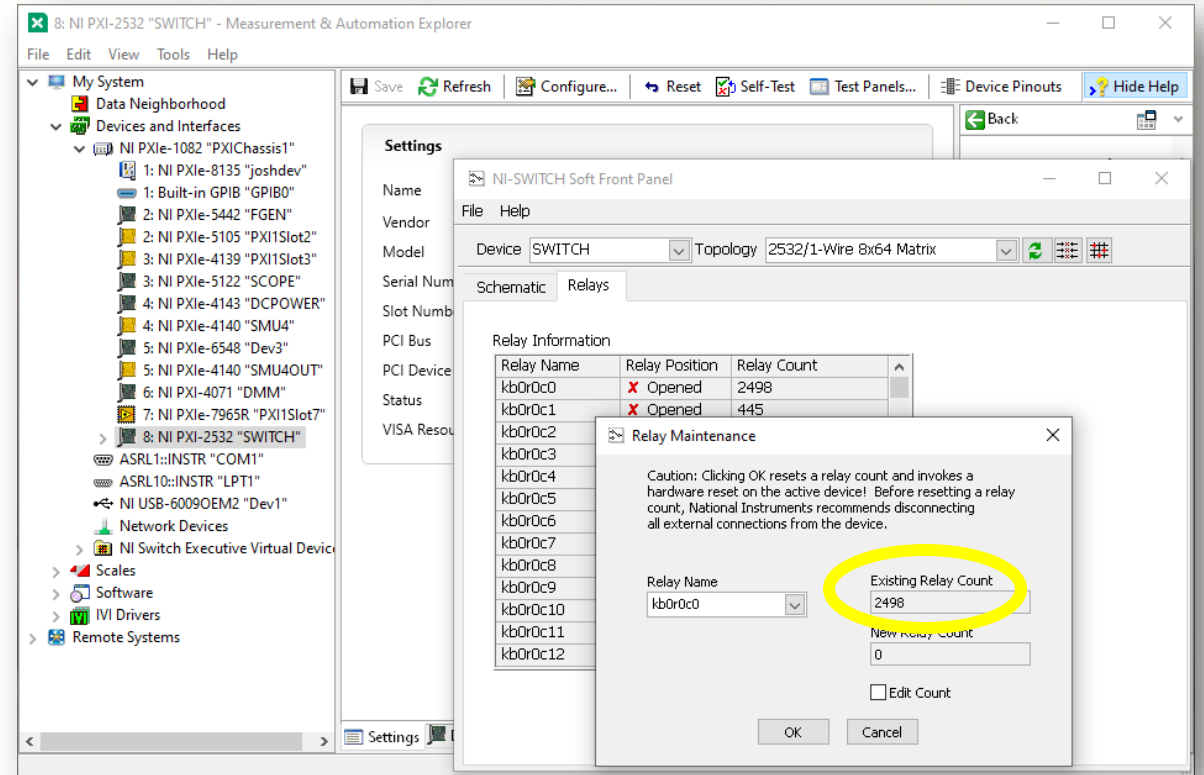 8: NI PXI-2532 "SWITCH" - Measurement & Automation Explorer
File Edit View Tools Help
My System
Data Neighborhood
Devices and Interfaces
NI PXIe-1082 "PXIChassis1"
1: NI PXIe-8135 "joshdev"
1: Built-in GPIB "GPIB0"
2: NI PXIe-5442 "FGEN"
2: NI PXIe-5105 "PXI1Slot2"
3: NI PXIe-4139 "PXI1Slot3"
3: NI PXIe-5122 "SCOPE"
4: NI PXIe-4143 "DCPOWER"
4: NI PXIe-4140 "SMU4"
5: NI PXIe-6548 "Dev3"
5: NI PXIe-4140 "SMU4OUT"
6: NI PXI-4071 "DMM"
7: NI PXIe-7965R "PXI1Slot7"
8: NI PXI-2532 "SWITCH"
ASRL1::INSTR "COM1"
ASRL10::INSTR "LPT1"
NI USB-6009OEM2 "Dev1"
Network Devices
NI Switch Executive Virtual Device
Scales
Software
IVI Drivers
Remote Systems
Save Refresh Configure... Reset Self-Test Test Panels... Device Pinouts Hide Help
Back
Settings
Name
Vendor
Model
Serial Num
Slot Numb
PCI Bus
PCI Device
Status
VISA Resou
Settings
NI-SWITCH Soft Front Panel
File Help
Device SWITCH Topology 2532/1-Wire 8x64 Matrix
Schematic Relays
Relay Information
Relay Name Relay Position Relay Count
kb0r0c0 Opened 2498
kb0r0c1 Opened 445
kb0r0c2
kb0r0c3
kb0r0c4
kb0r0c5
kb0r0c6
kb0r0c7
kb0r0c8
kb0r0c9
kb0r0c10
kb0r0c11
kb0r0c12
Relay Maintenance
Caution: Clicking OK resets a relay count and invokes a
hardware reset on the active device! Before resetting a relay
count, National Instruments recommends disconnecting
all external connections from the device.
Relay Name
kb0r0c0
Existing Relay Count
2498
New Relay Count
0
Edit Count
OK Cancel